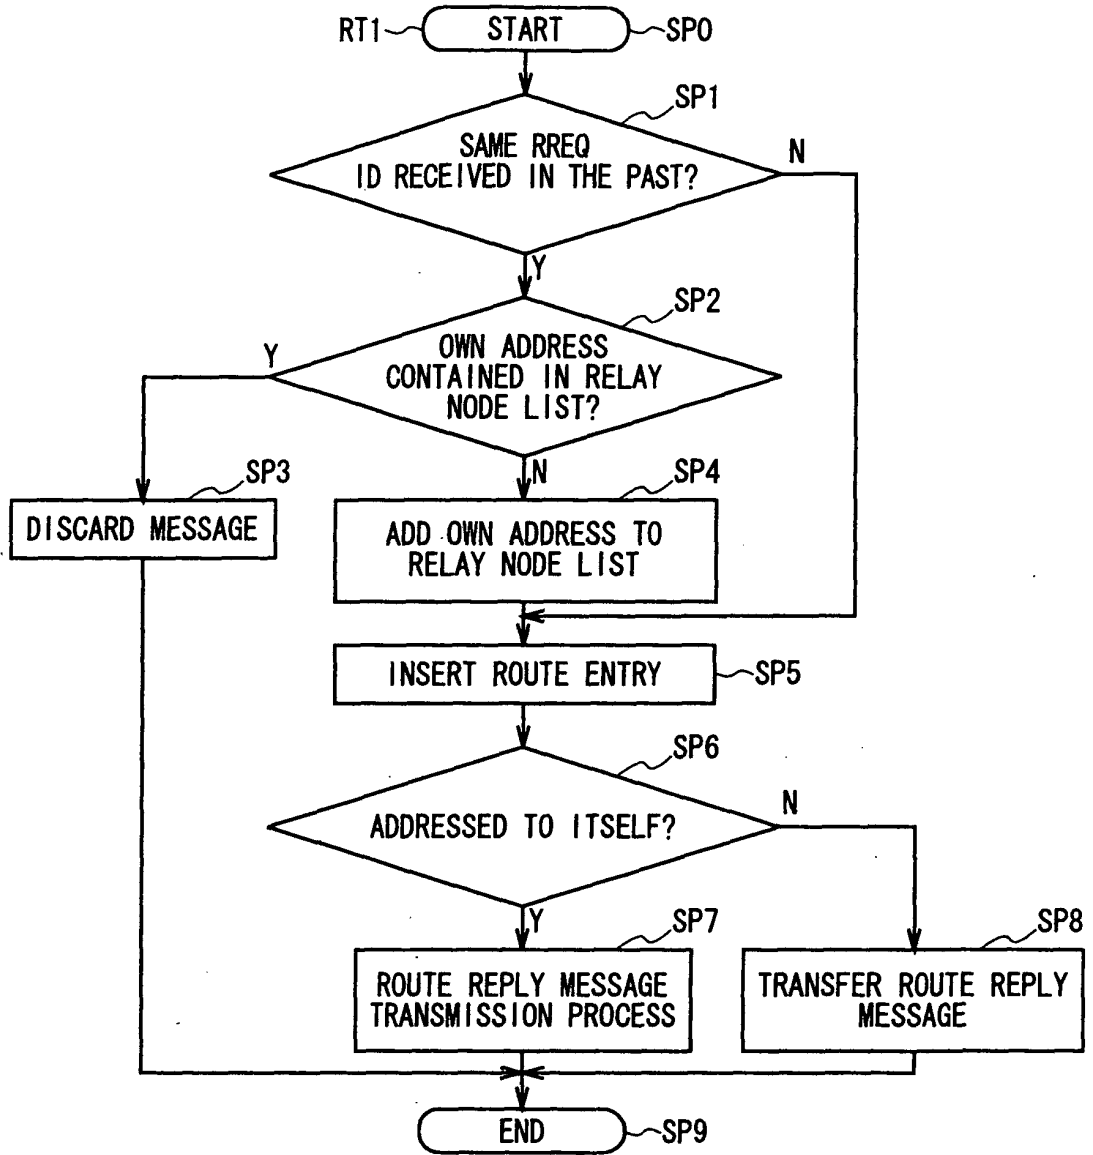 RT1
START
SP0
SP1
SAME RREQ
ID RECEIVED IN THE PAST?
N
Y
SP2
OWN ADDRESS
CONTAINED IN RELAY
NODE LIST?
Y
N
SP3
DISCARD MESSAGE
SP4
ADD OWN ADDRESS TO
RELAY NODE LIST
INSERT ROUTE ENTRY
SP5
SP6
ADDRESSED TO ITSELF?
N
Y
SP7
ROUTE REPLY MESSAGE
TRANSMISSION PROCESS
SP8
TRANSFER ROUTE REPLY
MESSAGE
END
SP9